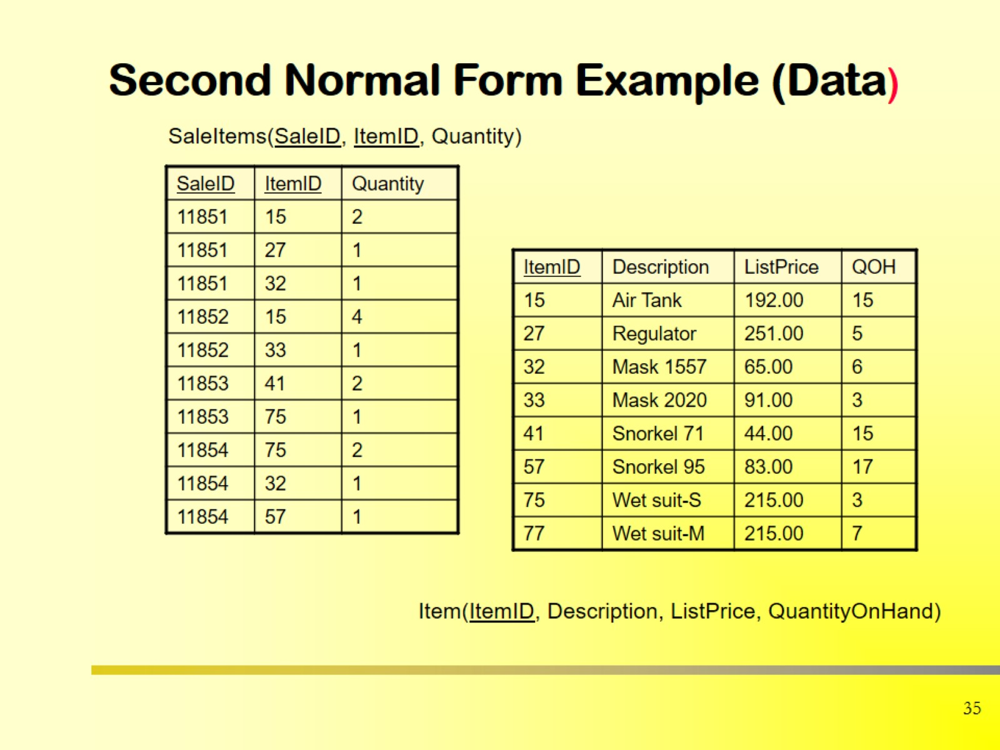 Second Normal Form Example (Data)
SaleItems(SaleID, ItemID, Quantity)
SaleID ItemID Quantity
11851 15 2
11851 27 1
11851 32 1
11852 15 4
11852 33 1
11853 41 2
11853 75 1
11854 75 2
11854 32 1
11854 57 1
ItemID Description ListPrice QOH
15 Air Tank 192.00 15
27 Regulator 251.00 5
32 Mask 1557 65.00 6
33 Mask 2020 91.00 3
41 Snorkel 71 44.00 15
57 Snorkel 95 83.00 17
75 Wet suit-S 215.00 3
77 Wet suit-M 215.00 7
Item(ItemID, Description, ListPrice, QuantityOnHand)
35